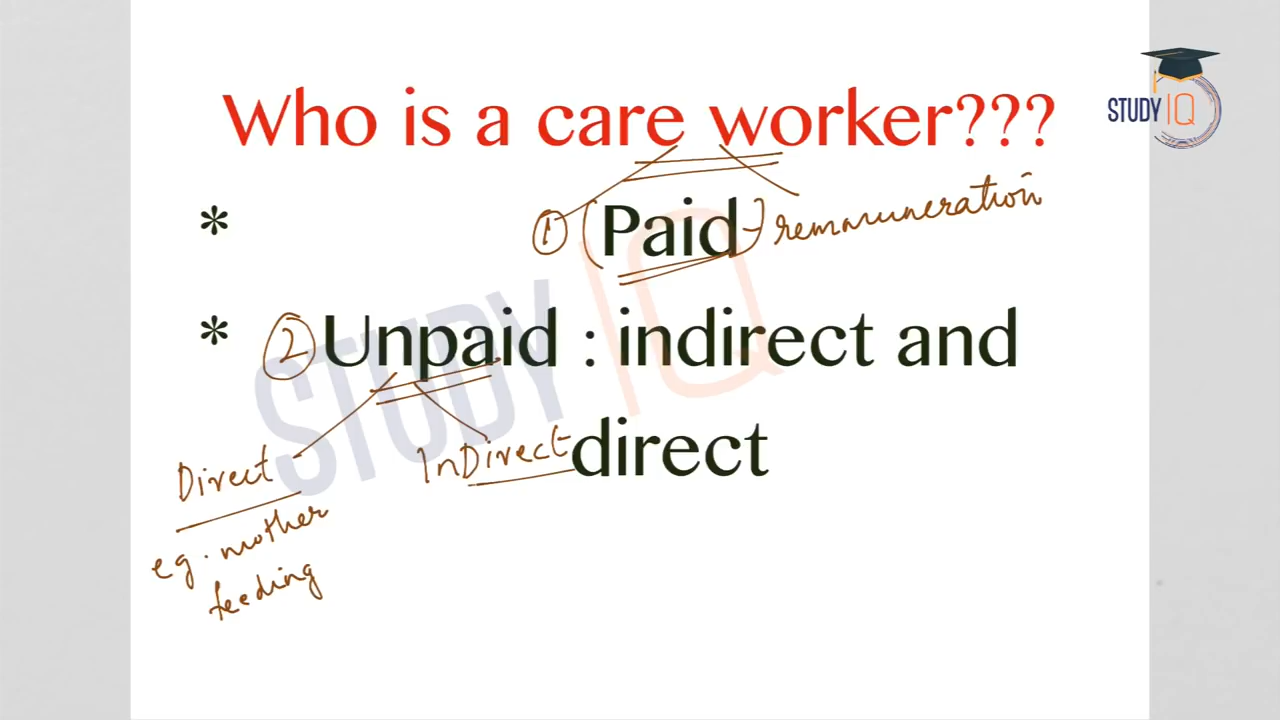 STUDY IQ
Who is a care worker???
* ① (Paid) remmuneration
* ② Unpaid : indirect and
direct
Direct InDirect
e.g. mother
feeding
STUDY IQ